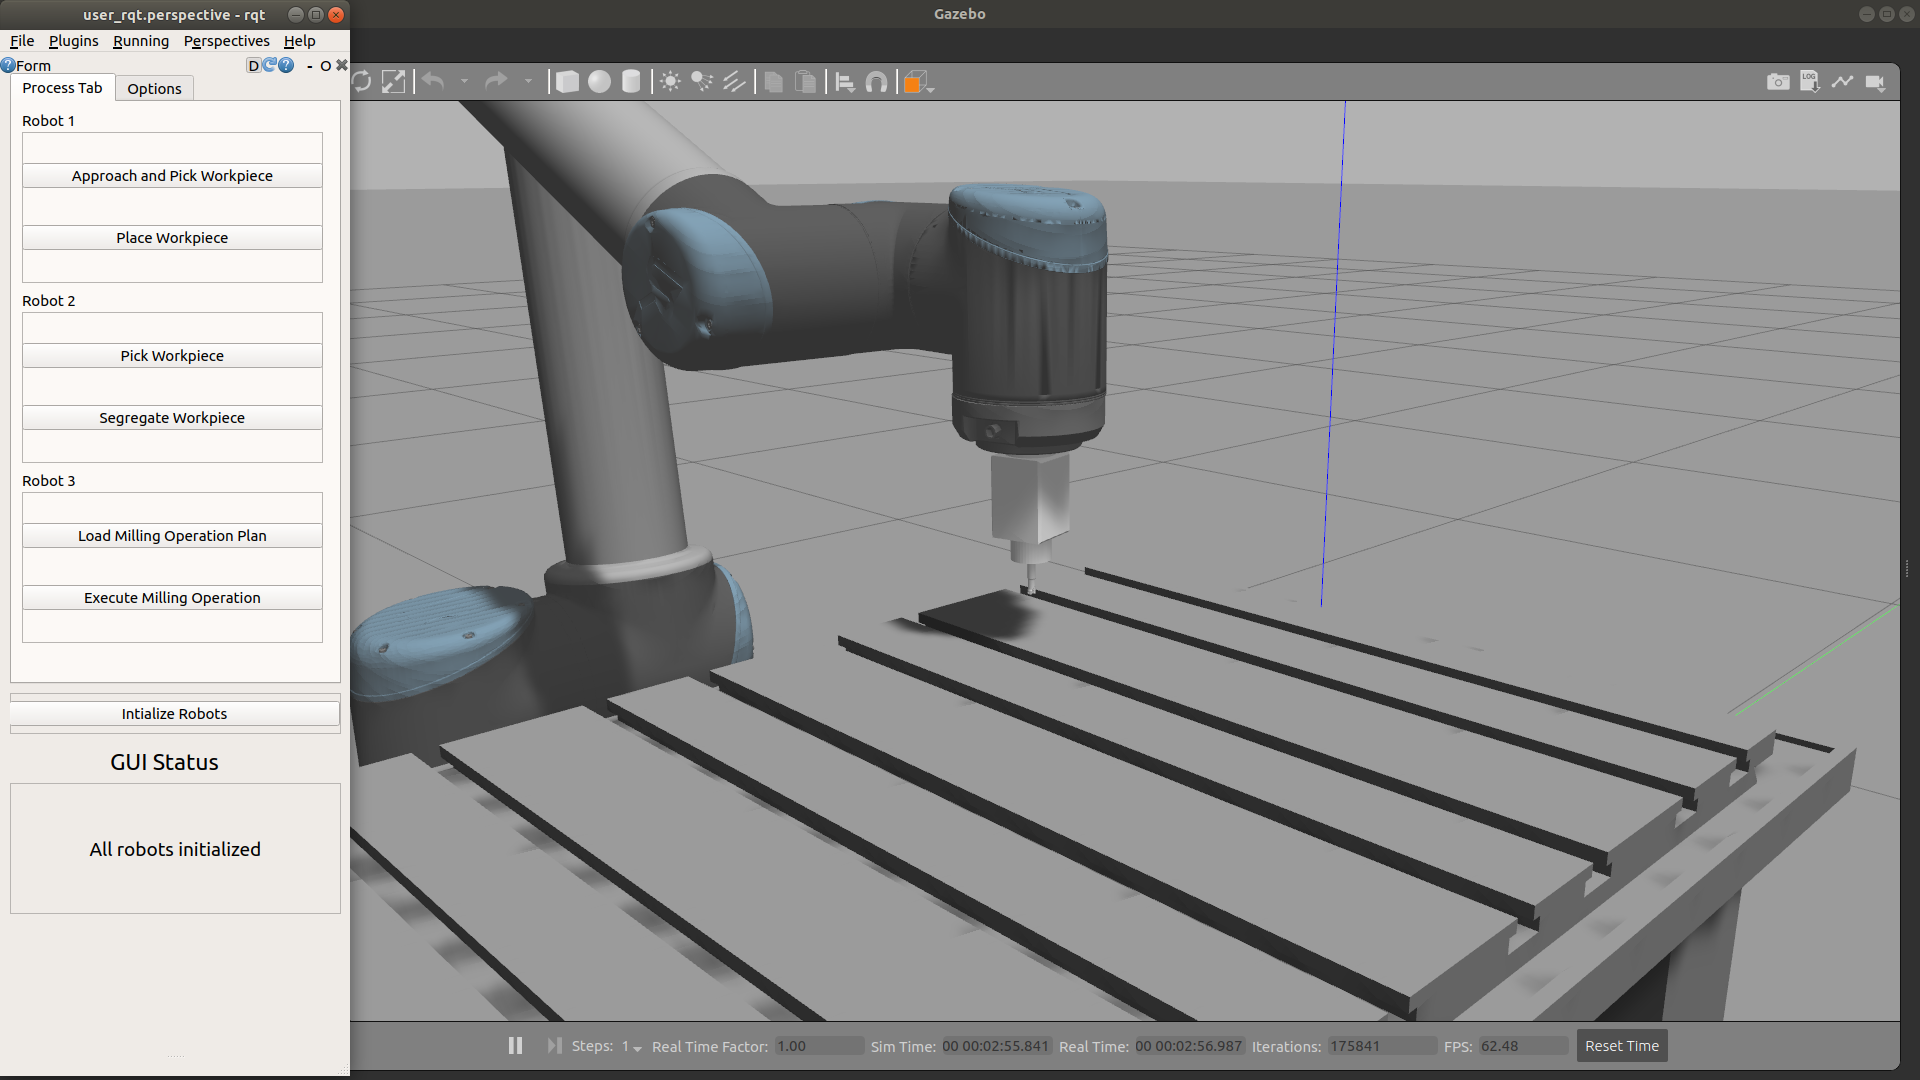 user_rqt.perspective - rqt
Gazebo
File Plugins Running Perspectives Help
Form
D
- O
Process Tab
Options
Robot 1
Approach and Pick Workpiece
Place Workpiece
Robot 2
Pick Workpiece
Segregate Workpiece
Robot 3
Load Milling Operation Plan
Execute Milling Operation
Intialize Robots
GUI Status
All robots initialized
LOG
Steps: 1 Real Time Factor: 1.00 Sim Time: 00 00:02:55.841 Real Time: 00 00:02:56.987 Iterations: 175841 FPS: 62.48 Reset Time